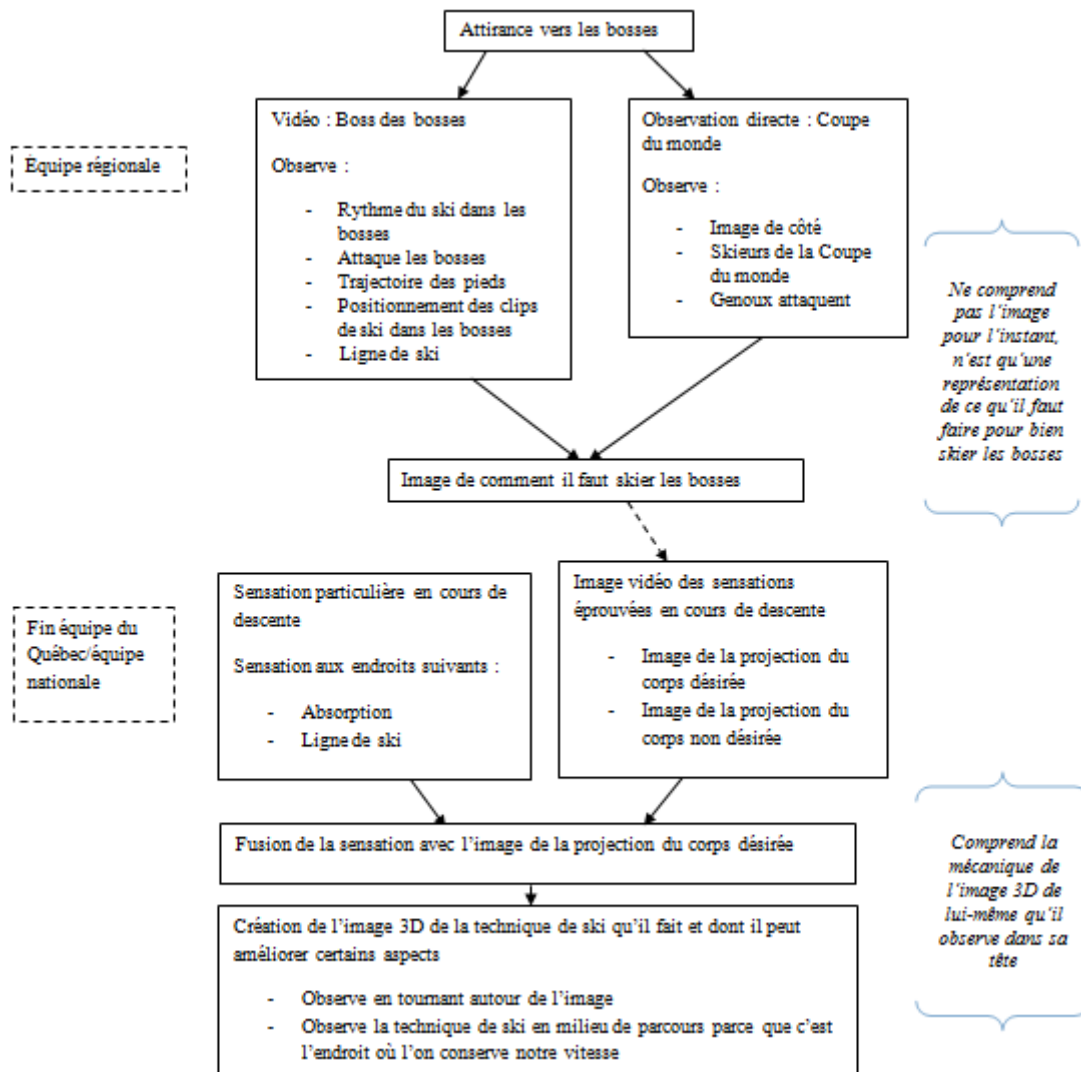 Attirance vers les bosses
Vidéo : Boss des bosses
Observe :
- Rythme du ski dans les
bosses
- Attaque les bosses
- Trajectoire des pieds
- Positionnement des clips
de ski dans les bosses
- Ligne de ski
Observation directe : Coupe
du monde
Observe :
- Image de côté
- Skieurs de la Coupe
du monde
- Genoux attaquent
Équipe régionale
Ne comprend
pas l'image
pour l'instant,
n'est qu'une
représentation
de ce qu'il faut
faire pour bien
skier les bosses
Image de comment il faut skier les bosses
Fin équipe du
Québec/équipe
nationale
Sensation particulière en cours de
descente
Sensation aux endroits suivants :
- Absorption
- Ligne de ski
Image vidéo des sensations
éprouvées en cours de descente
- Image de la projection du
corps désirée
- Image de la projection du
corps non désirée
Fusion de la sensation avec l'image de la projection du corps désirée
Comprend la
mécanique de
l'image 3D de
lui-même qu'il
observe dans sa
tête
Création de l'image 3D de la technique de ski qu'il fait et dont il peut
améliorer certains aspects
- Observe en tournant autour de l'image
- Observe la technique de ski en milieu de parcours parce que c'est
l'endroit où l'on conserve notre vitesse